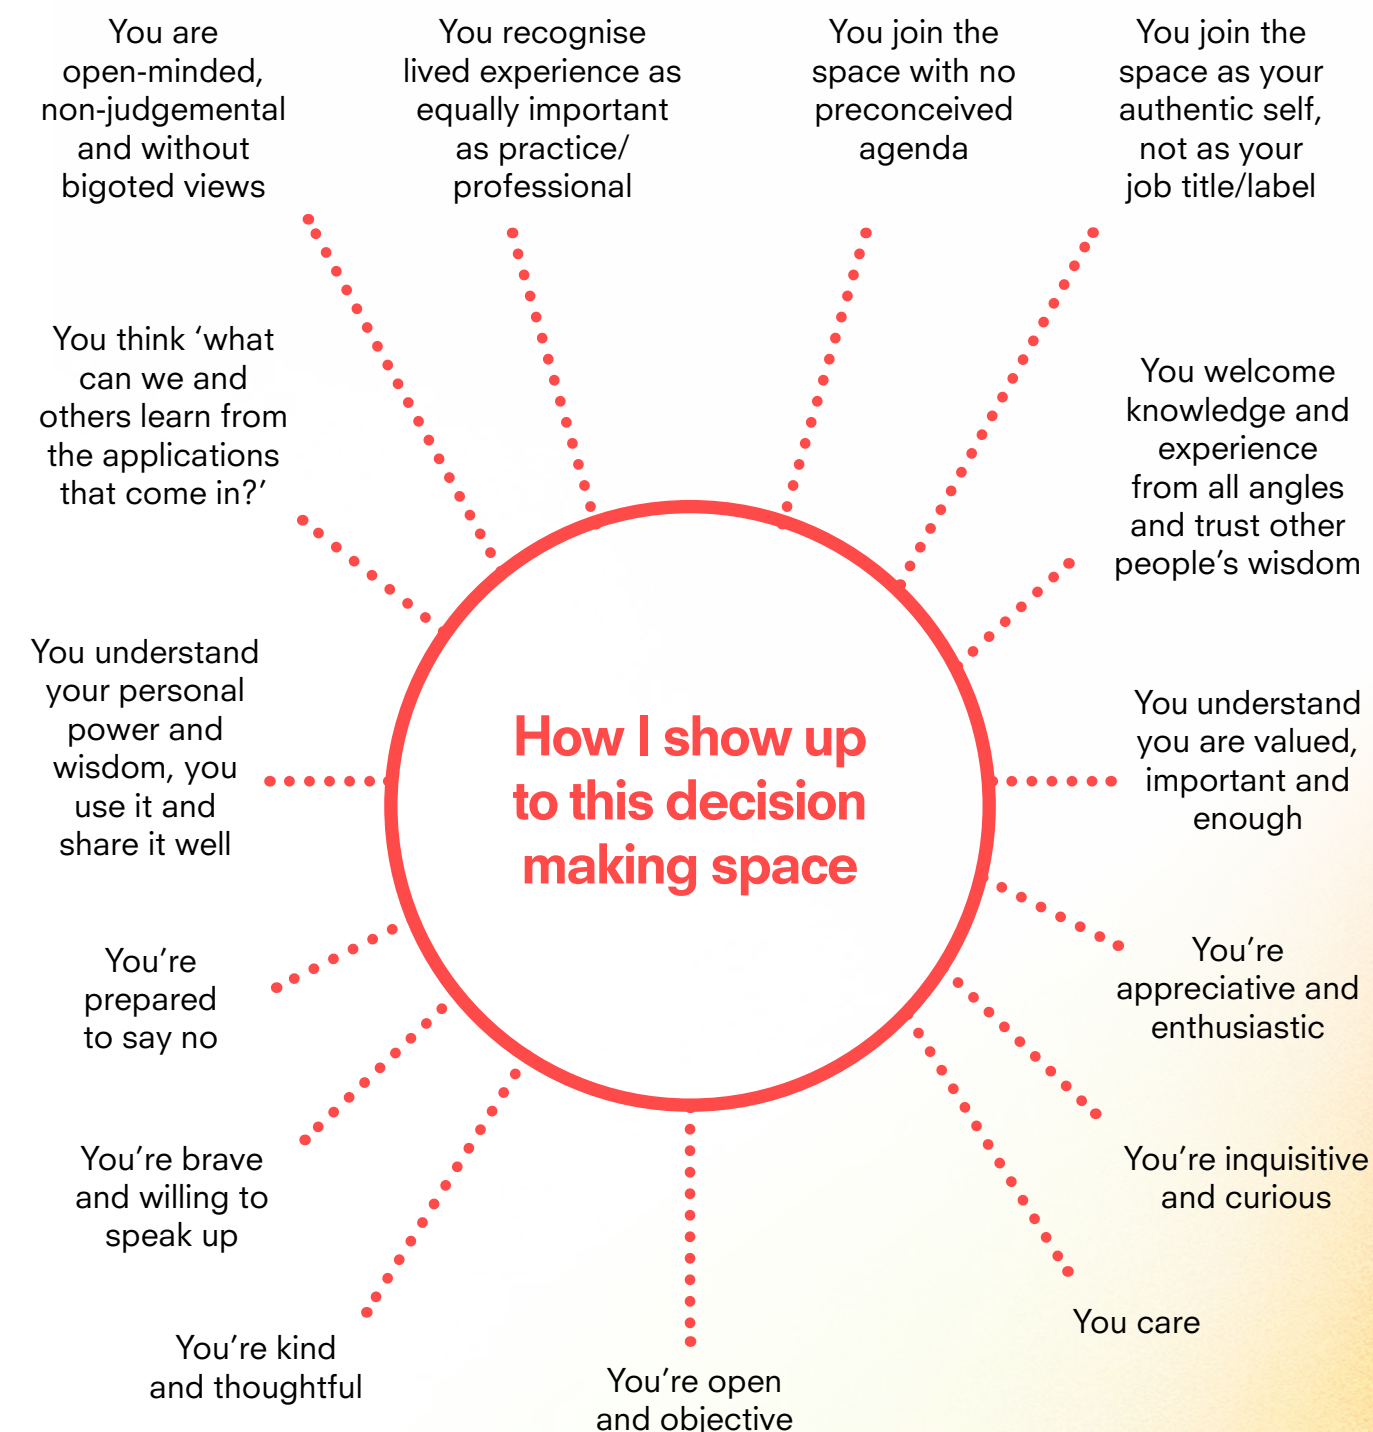 You are
open-minded,
non-judgemental
and without
bigoted views
You recognise
lived experience as
equally important
as practice/
professional
You join the
space with no
preconceived
agenda
You join the
space as your
authentic self,
not as your
job title/label
You think ‘what
can we and
others learn from
the applications
that come in?’
You welcome
knowledge and
experience
from all angles
and trust other
people’s wisdom
You understand
your personal
power and
wisdom, you
use it and
share it well
How I show up
to this decision
making space
You understand
you are valued,
important and
enough
You’re
prepared
to say no
You’re
appreciative and
enthusiastic
You’re brave
and willing to
speak up
You’re inquisitive
and curious
You’re kind
and thoughtful
You’re open
and objective
You care